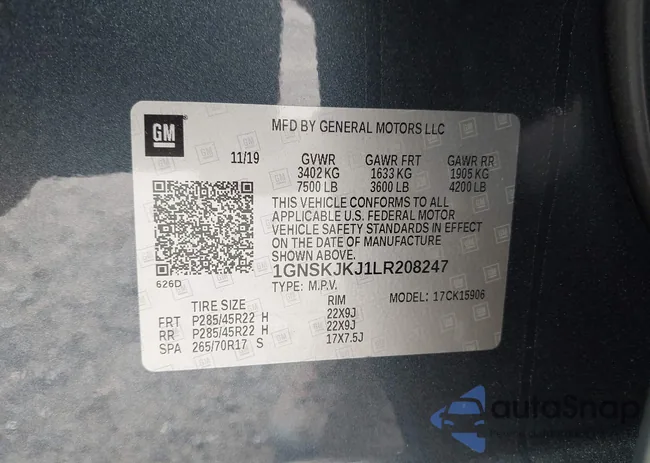 GM
MFD BY GENERAL MOTORS LLC
11/19 GVWR GAWR FRT GAWR RR
3402 KG 1633 KG 1905 KG
7500 LB 3600 LB 4200 LB
THIS VEHICLE CONFORMS TO ALL
APPLICABLE U.S. FEDERAL MOTOR
VEHICLE SAFETY STANDARDS IN EFFECT
ON THE DATE OF MANUFACTURE
SHOWN ABOVE.
1GNSKJKJ1LR208247
626D
TYPE: M.P.V. MODEL: 17CK15906
TIRE SIZE RIM
FRT P285/45R22 H 22X9J
RR P285/45R22 H 22X9J
SPA 265/70R17 S 17X7.5J
autoSnap